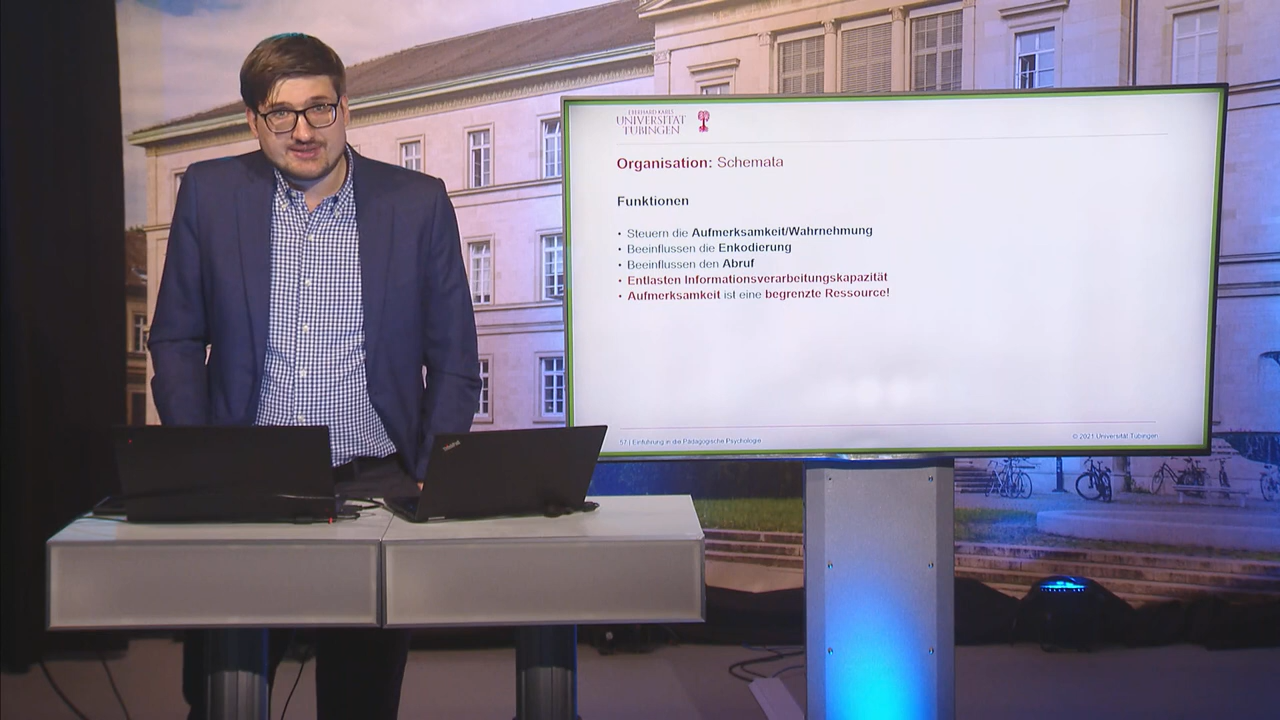 EBERHARD KARLS
UNIVERSITÄT
TÜBINGEN
Organisation: Schemata
Funktionen
• Steuern die Aufmerksamkeit/Wahrnehmung
• Beeinflussen die Enkodierung
• Beeinflussen den Abruf
• Entlasten Informationsverarbeitungskapazität
• Aufmerksamkeit ist eine begrenzte Ressource!
57 | Einführung in die Pädagogische Psychologie
© 2021 Universität Tübingen
ThinkPad